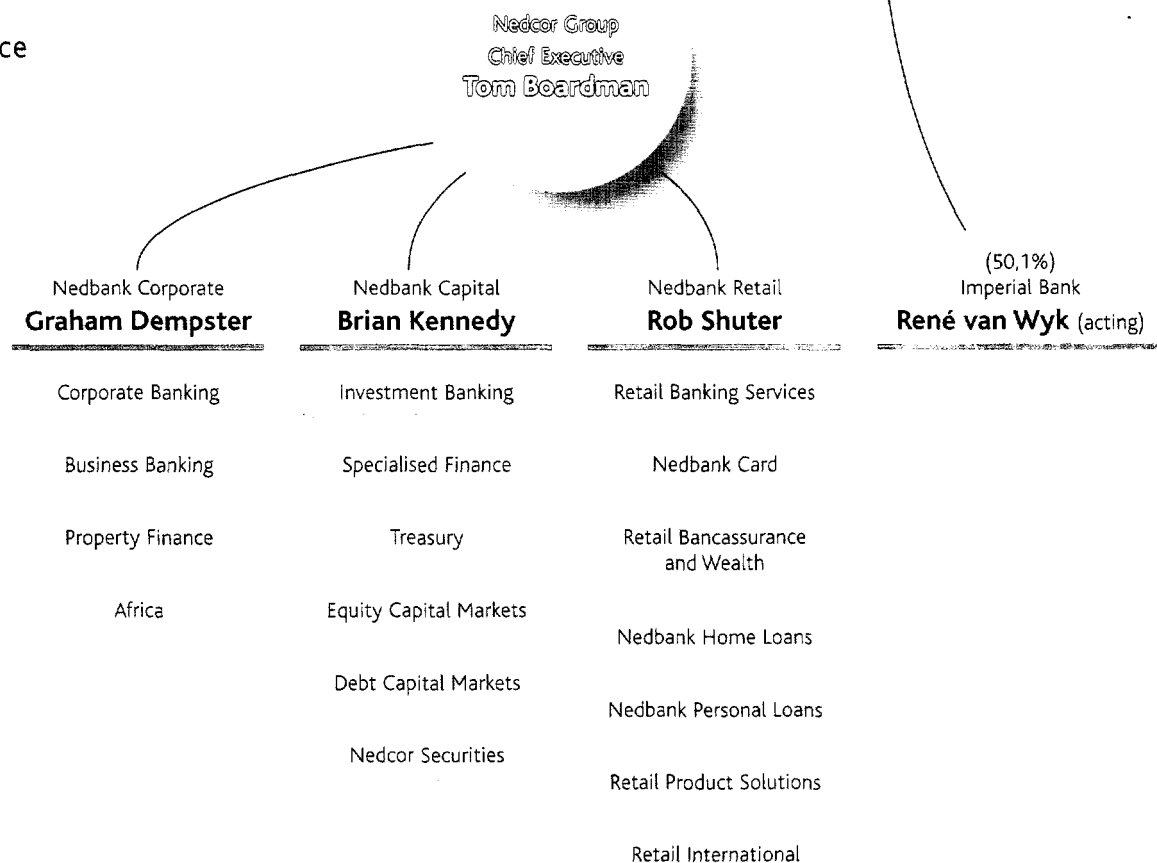 ce
Nedcor Group
Chief Executive
Tom Boardman
Nedbank Corporate
Graham Dempster
Corporate Banking
Business Banking
Property Finance
Africa
Nedbank Capital
Brian Kennedy
Investment Banking
Specialised Finance
Treasury
Equity Capital Markets
Debt Capital Markets
Nedcor Securities
Nedbank Retail
Rob Shuter
Retail Banking Services
Nedbank Card
Retail Bancassurance
and Wealth
Nedbank Home Loans
Nedbank Personal Loans
Retail Product Solutions
Retail International
(50,1%)
Imperial Bank
René van Wyk (acting)